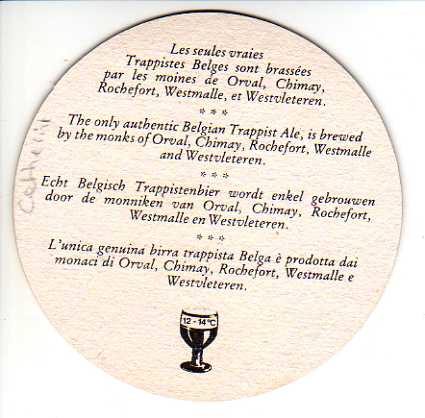 Les seules vraies
Trappistes Belges sont brassées
par les moines de Orval, Chimay,
Rochefort, Westmalle, et Westvleteren.
* * *
The only authentic Belgian Trappist Ale, is brewed
by the monks of Orval, Chimay, Rochefort, Westmalle
and Westvleteren.
* * *
Echt Belgisch Trappistenbier wordt enkel gebrouwen
door de monniken van Orval, Chimay, Rochefort,
Westmalle en Westvleteren.
* * *
L'unica genuina birra trappista Belga è prodotta dai
monaci di Orval, Chimay, Rochefort, Westmalle e
Westvleteren.
12 - 14 °C